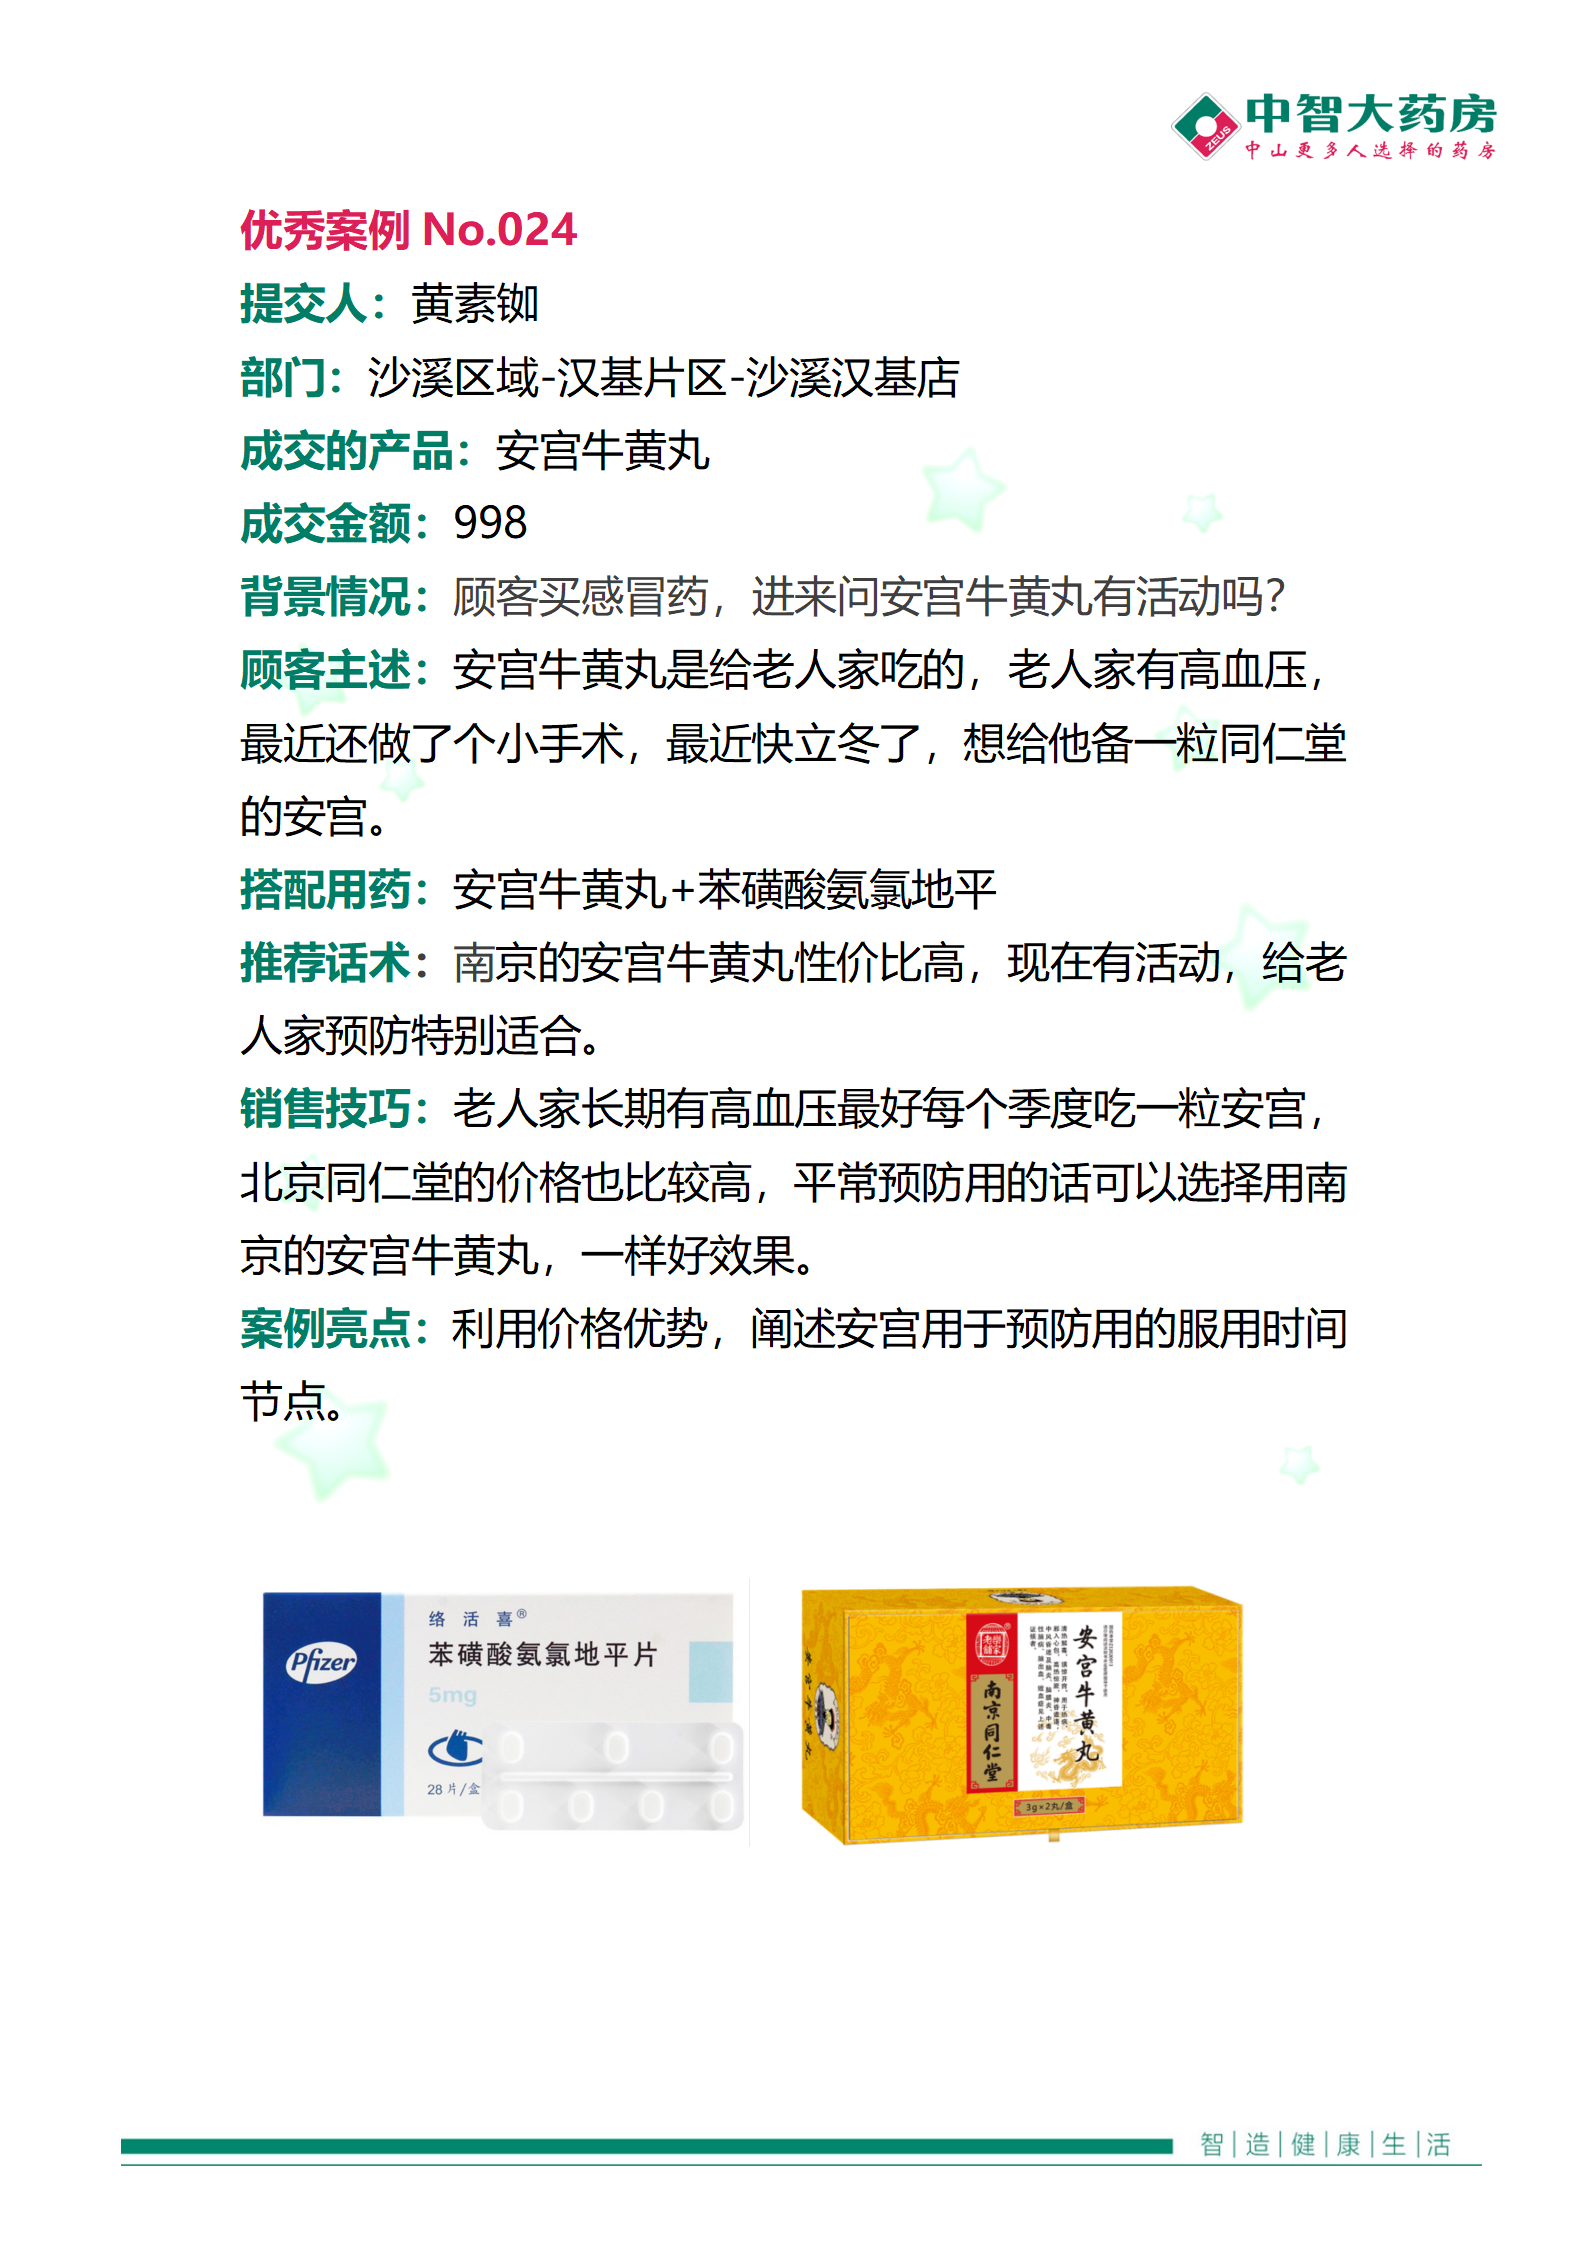 中智大药房
ZEUS
中山更多人选择的药房
优秀案例 No.024
提交人：黄素铷
部门：沙溪区域-汉基片区-沙溪汉基店
成交的产品：安宫牛黄丸
成交金额：998
背景情况：顾客买感冒药，进来问安宫牛黄丸有活动吗？
顾客主述：安宫牛黄丸是给老人家吃的，老人家有高血压，
最近还做了个小手术，最近快立冬了，想给他备一粒同仁堂
的安宫。
搭配用药：安宫牛黄丸+苯磺酸氨氯地平
推荐话术：南京的安宫牛黄丸性价比高，现在有活动，给老
人家预防特别适合。
销售技巧：老人家长期有高血压最好每个季度吃一粒安宫，
北京同仁堂的价格也比较高，平常预防用的话可以选择用南
京的安宫牛黄丸，一样好效果。
案例亮点：利用价格优势，阐述安宫用于预防用的服用时间
节点。
Pfizer
络活喜®
苯磺酸氨氯地平片
5mg
28 片/盒
安宫牛黄丸
南京同仁堂
3g×2丸/盒
智|造|健|康|生|活